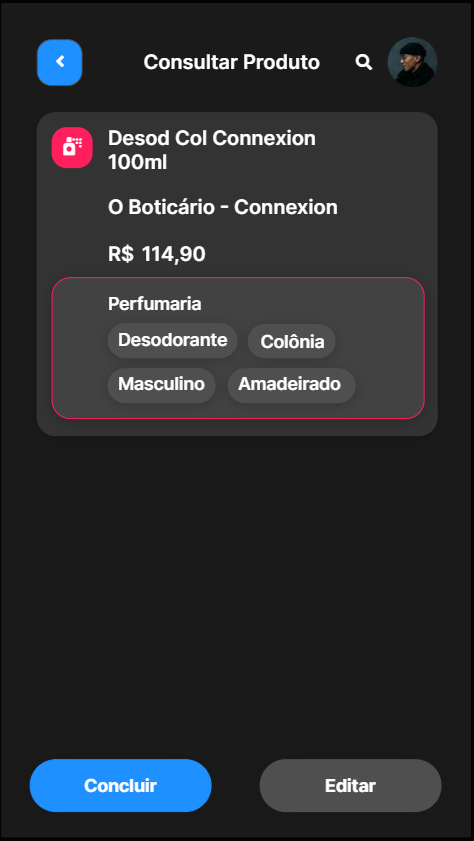 Consultar Produto
Desod Col Connexion
100ml
O Boticário - Connexion
R$ 114,90
Perfumaria
Desodorante Colônia
Masculino Amadeirado
Concluir Editar